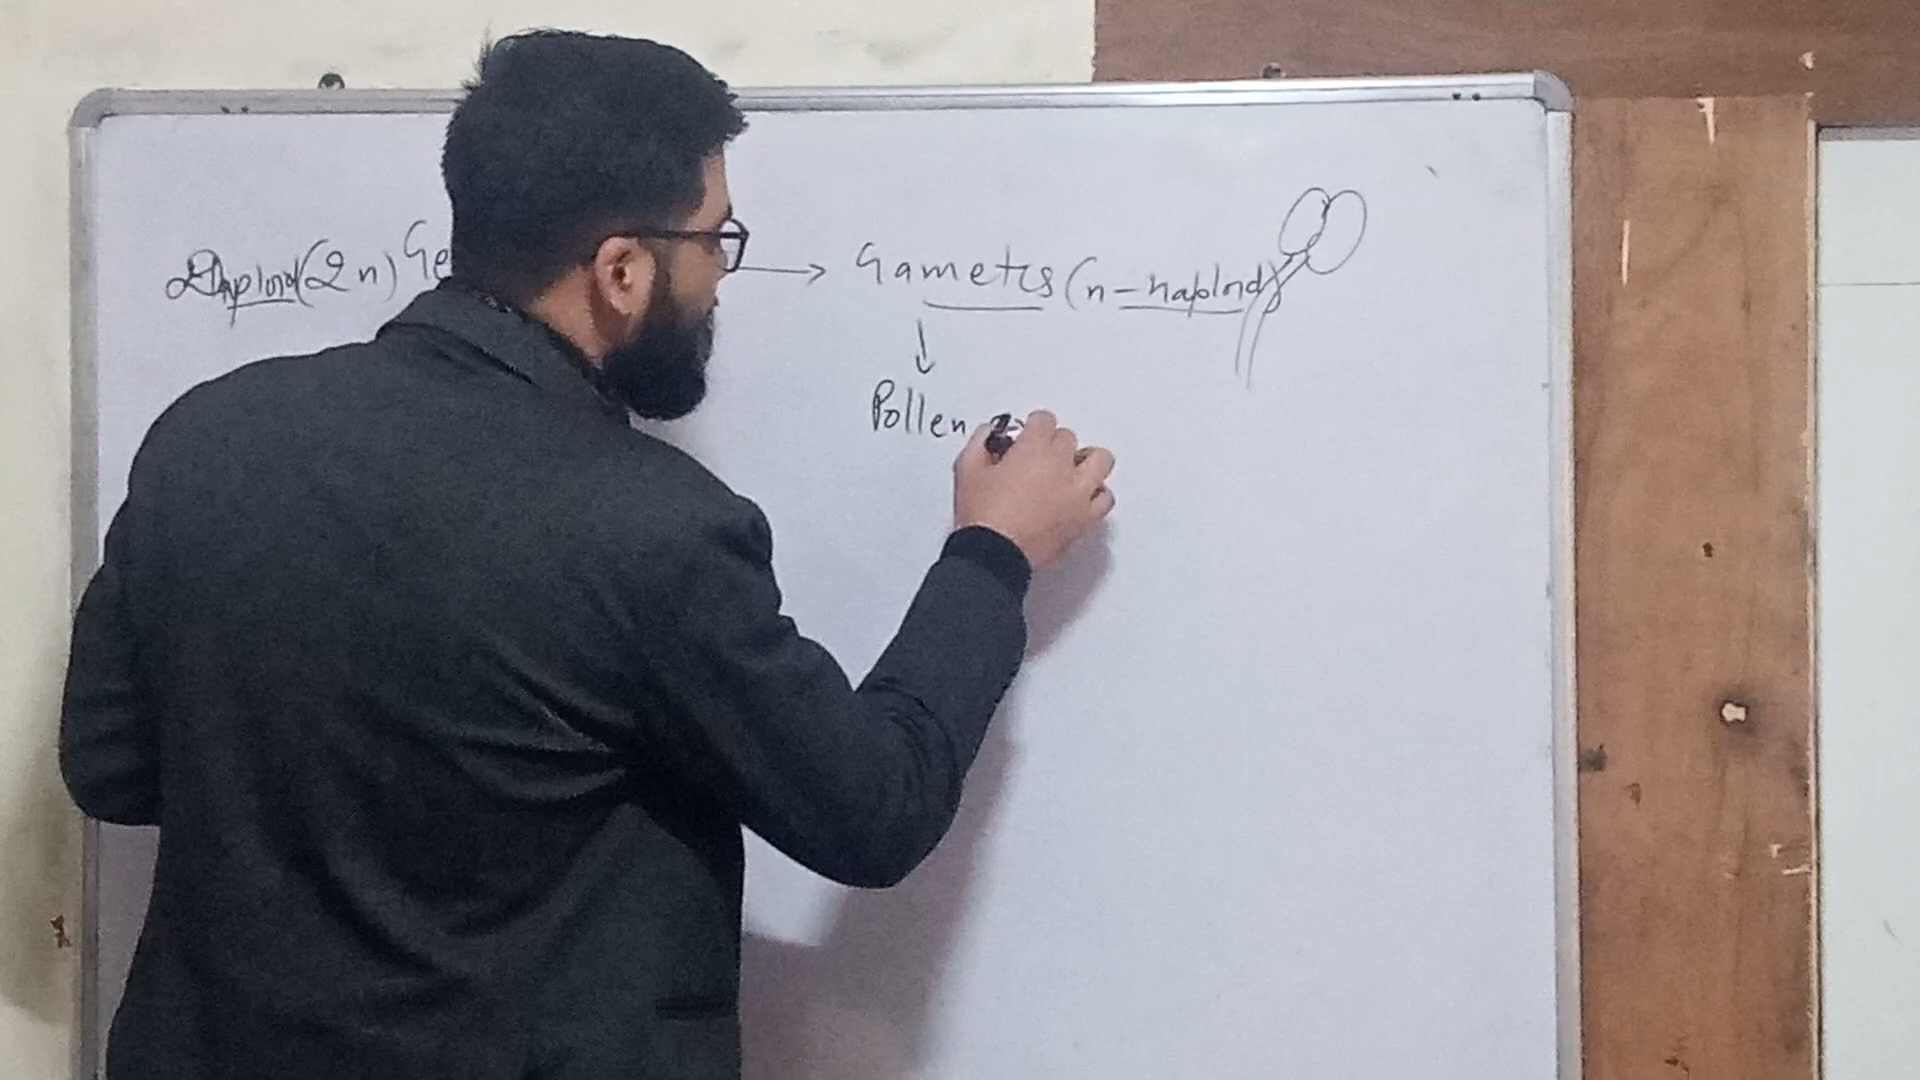 Diploid (2n) Ge → Gametes (n - haploid)
↓
Pollen